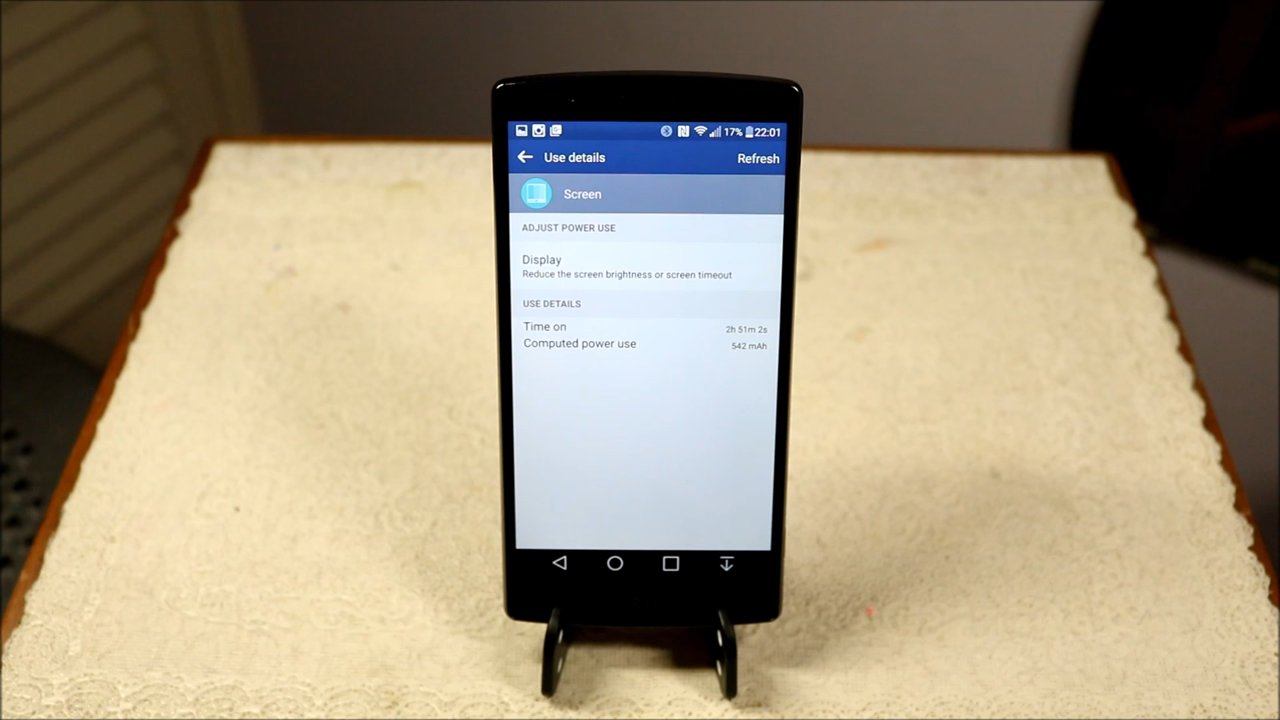 17% 22:01
Use details Refresh
Screen
ADJUST POWER USE
Display
Reduce the screen brightness or screen timeout
USE DETAILS
Time on 2h 51m 2s
Computed power use 542 mAh